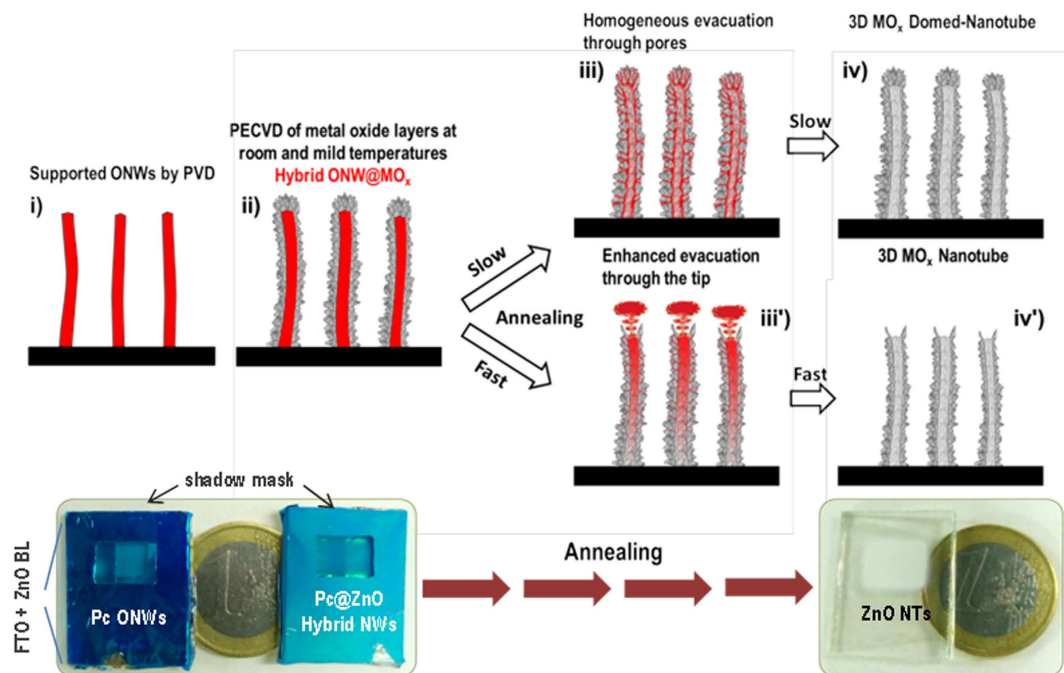 Homogeneous evacuation
through pores
3D MOx Domed-Nanotube
iii)
iv)
Slow
PECVD of metal oxide layers at
room and mild temperatures
Hybrid ONW@MOx
Supported ONWs by PVD
i)
ii)
Slow
Annealing
Fast
Enhanced evacuation
through the tip
3D MOx Nanotube
iii')
iv')
Fast
shadow mask
FTO + ZnO BL
Pc ONWs
1
Pc@ZnO
Hybrid NWs
Annealing
ZnO NTs